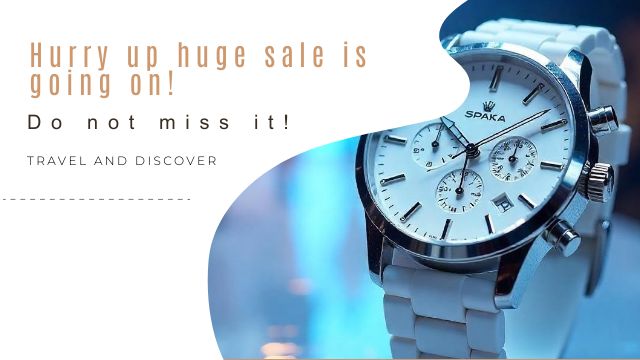 Hurry up huge sale is
going on!
Do not miss it!
TRAVEL AND DISCOVER
SPAKA